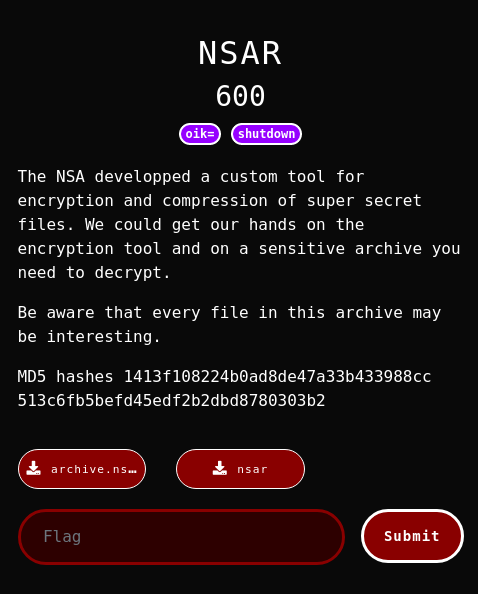 NSAR
600
oik= shutdown
The NSA developped a custom tool for
encryption and compression of super secret
files. We could get our hands on the
encryption tool and on a sensitive archive you
need to decrypt.
Be aware that every file in this archive may
be interesting.
MD5 hashes 1413f108224b0ad8de47a33b433988cc
513c6fb5befd45edf2b2dbd8780303b2
archive.ns… nsar
Flag Submit